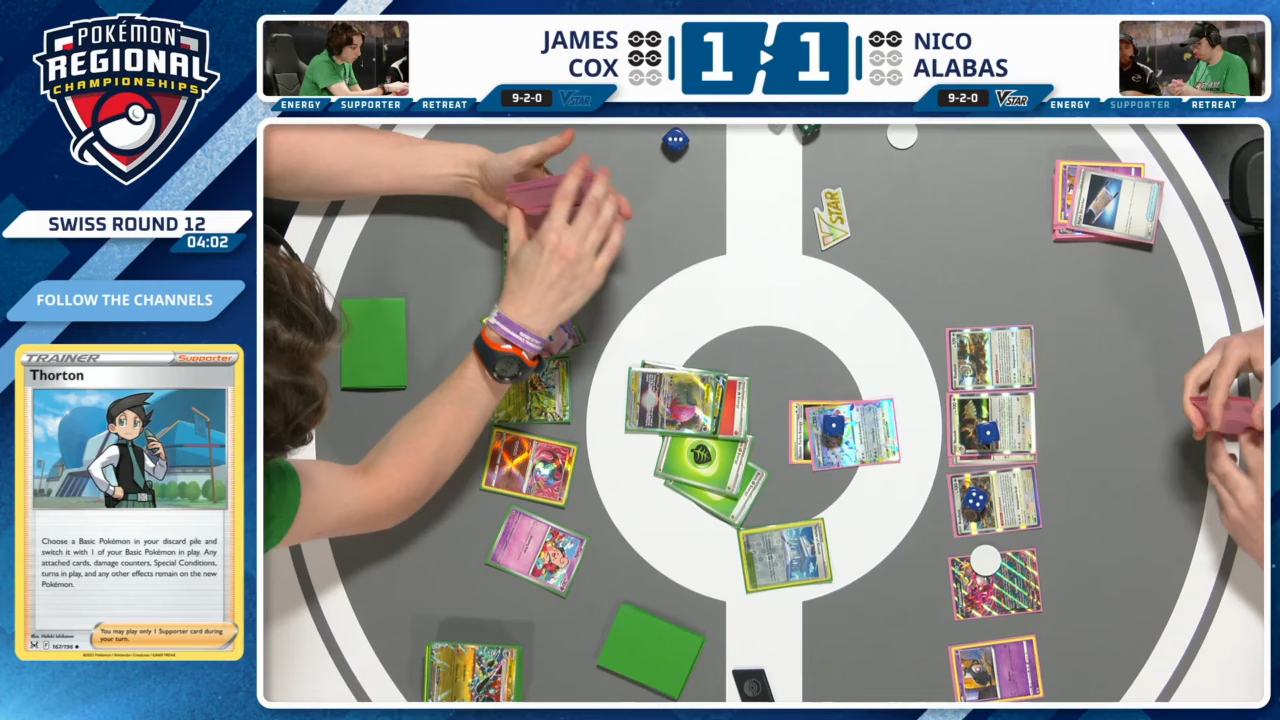 POKÉMON
REGIONAL
CHAMPIONSHIPS
SWISS ROUND 12
04:02
FOLLOW THE CHANNELS
TRAINER Supporter
Thorton
Choose a Basic Pokémon in your discard pile and
switch it with 1 of your Basic Pokémon in play. Any
attached cards, damage counters, Special Conditions,
turns in play, and any other effects remain on the new
Pokémon.
You may play only 1 Supporter card during
your turn.
167/196
JAMES
COX
1 1
NICO
ALABAS
ENERGY SUPPORTER RETREAT
9-2-0 VSTAR
9-2-0 VSTAR
ENERGY SUPPORTER RETREAT
VSTAR